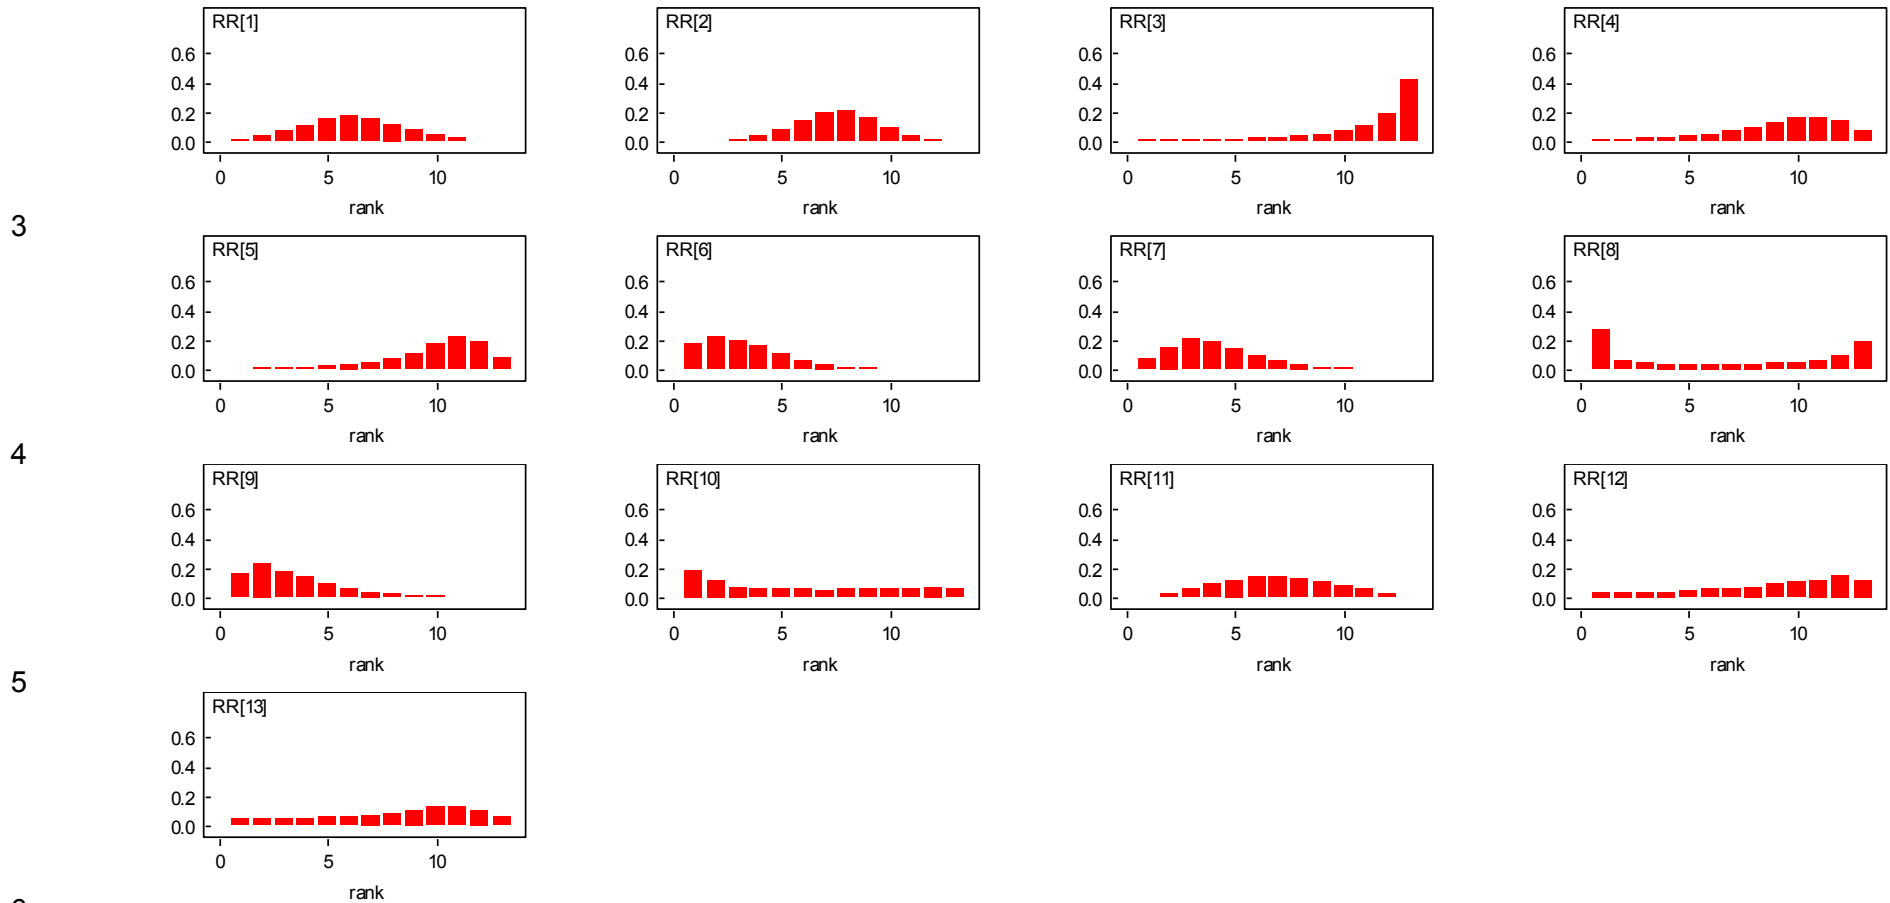 RR[1] RR[2] RR[3] RR[4]
0.6 0.6 0.6 0.6
0.4 0.4 0.4 0.4
0.2 0.2 0.2 0.2
0.0 0.0 0.0 0.0
0 5 10 0 5 10 0 5 10 0 5 10
rank rank rank rank
3
RR[5] RR[6] RR[7] RR[8]
0.6 0.6 0.6 0.6
0.4 0.4 0.4 0.4
0.2 0.2 0.2 0.2
0.0 0.0 0.0 0.0
0 5 10 0 5 10 0 5 10 0 5 10
rank rank rank rank
4
RR[9] RR[10] RR[11] RR[12]
0.6 0.6 0.6 0.6
0.4 0.4 0.4 0.4
0.2 0.2 0.2 0.2
0.0 0.0 0.0 0.0
0 5 10 0 5 10 0 5 10 0 5 10
rank rank rank rank
5
RR[13]
0.6
0.4
0.2
0.0
0 5 10
rank